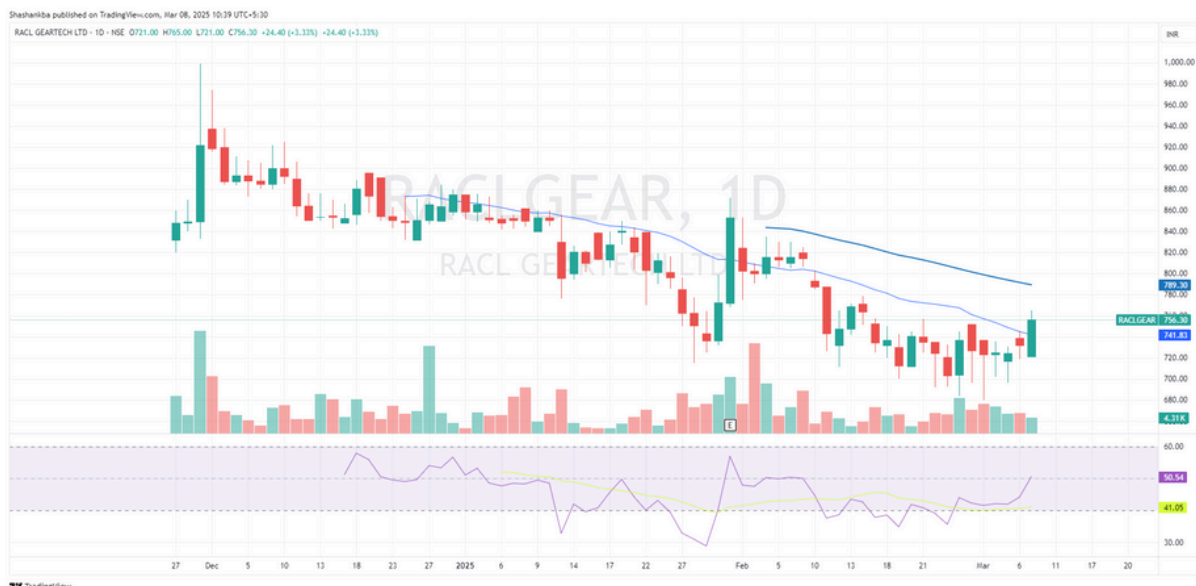 Shashankba published on TradingView.com, Mar 08, 2025 10:39 UTC+5:30
RACL GEARTECH LTD · 1D · NSE O721.00 H765.00 L721.00 C756.30 +24.40 (+3.33%) +24.40 (+3.33%)
INR
1,000.00
980.00
960.00
940.00
920.00
900.00
880.00
860.00
840.00
820.00
800.00
789.30
780.00
RACLGEAR 756.30
741.83
720.00
700.00
680.00
4.31K
RACLGEAR, 1D
RACL GEARTECH LTD
E
60.00
50.54
41.05
30.00
27 Dec 5 10 13 18 23 27 2025 6 9 14 17 22 27 Feb 5 10 13 18 21 Mar 6 11 17 20
TradingView